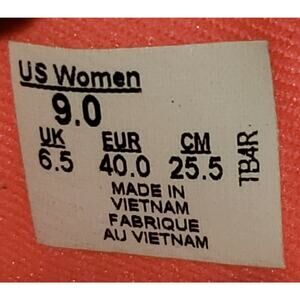 US Women
9.0
UK EUR CM
6.5 40.0 25.5
MADE IN
VIETNAM
FABRIQUE
AU VIETNAM
TB4R